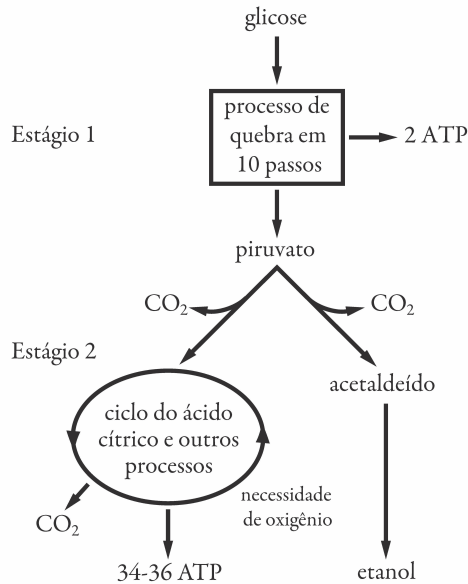 glicose
Estágio 1
processo de
quebra em
10 passos
2 ATP
piruvato
CO₂
CO₂
Estágio 2
acetaldeído
ciclo do ácido
cítrico e outros
processos
necessidade
de oxigênio
CO₂
34-36 ATP
etanol